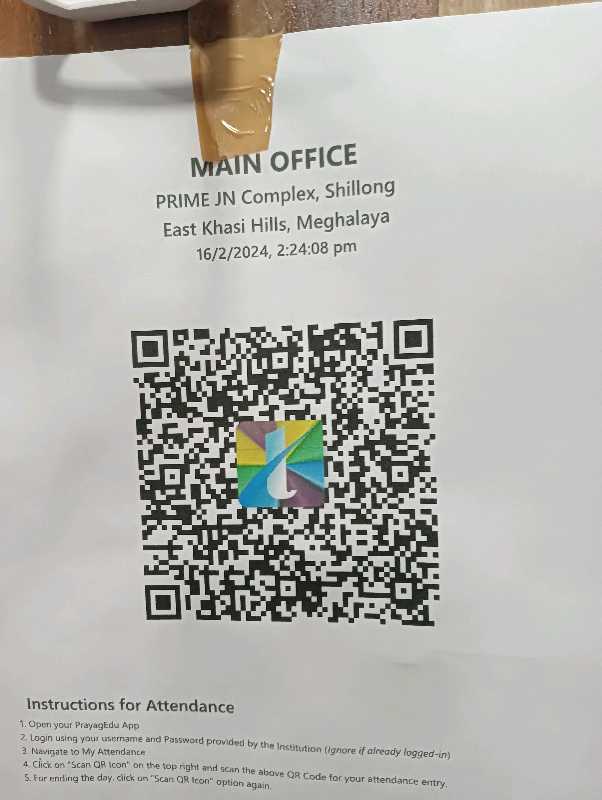 MAIN OFFICE
PRIME JN Complex, Shillong
East Khasi Hills, Meghalaya
16/2/2024, 2:24:08 pm
Instructions for Attendance
1. Open your PrayagEdu App
2. Login using your username and Password provided by the Institution (Ignore if already logged-in)
3. Navigate to My Attendance
4. Click on "Scan QR Icon" on the top right and scan the above QR Code for your attendance entry.
5. For ending the day, click on "Scan QR Icon" option again.